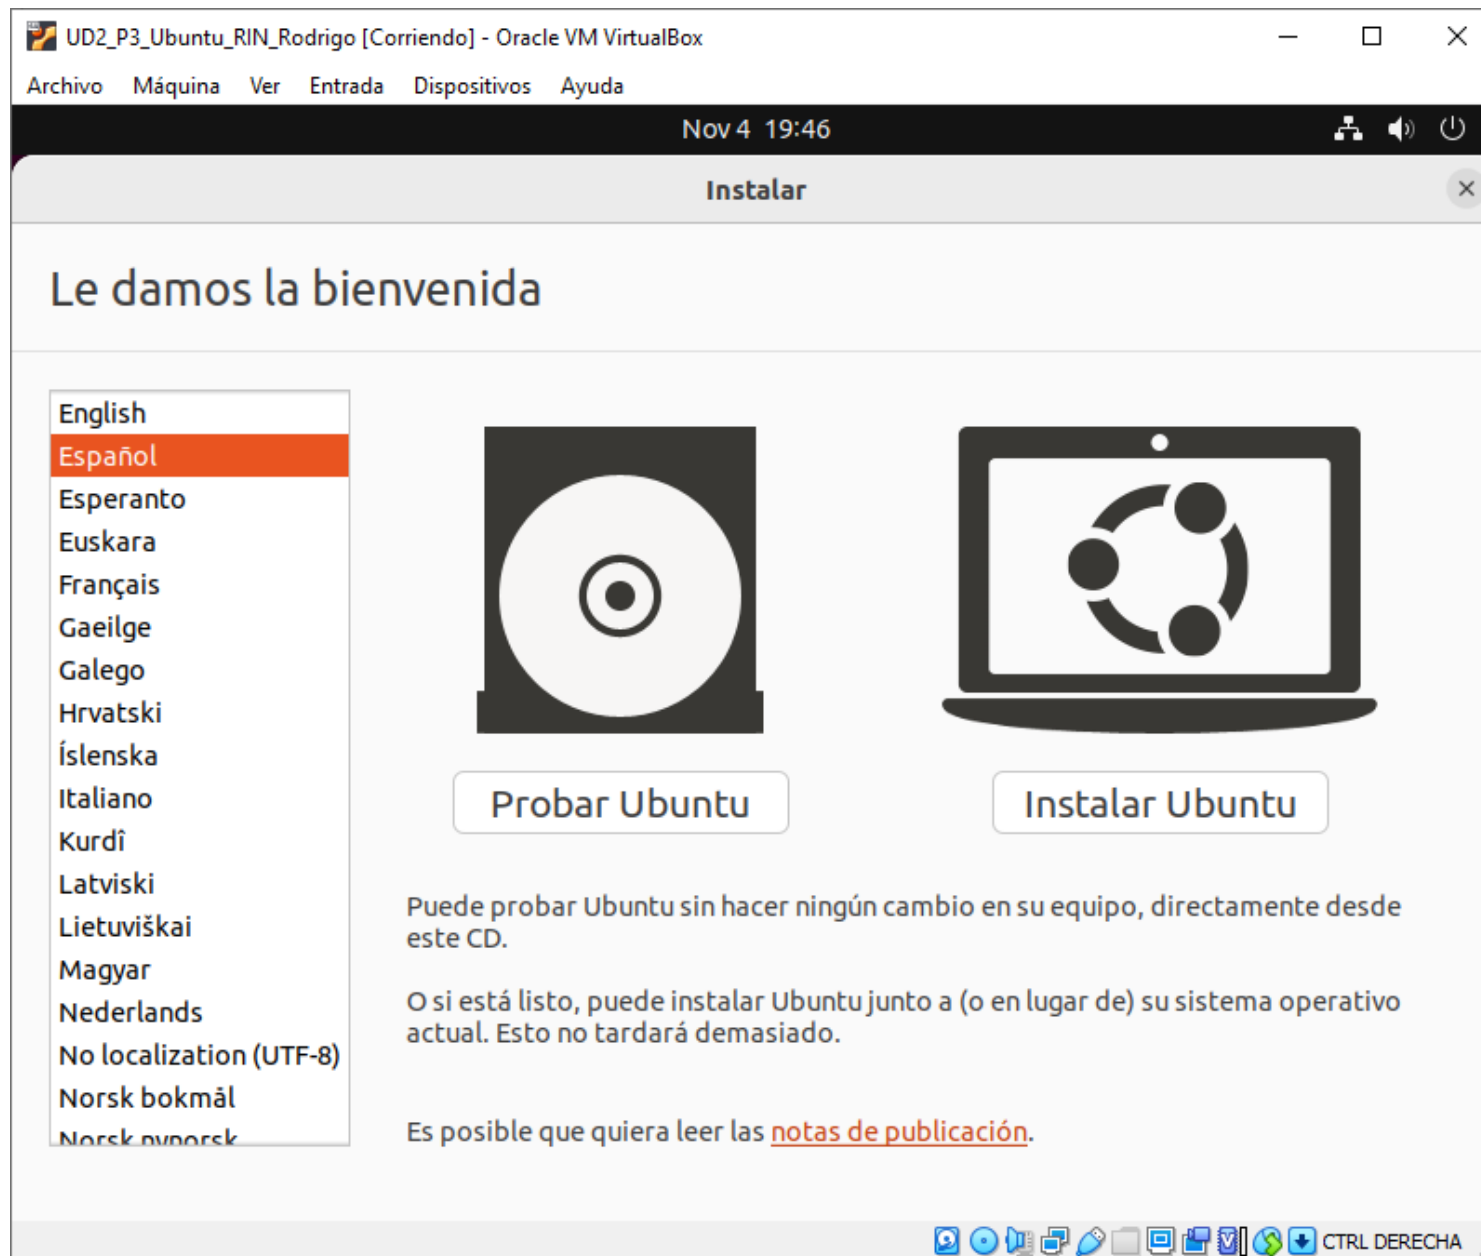 UD2_P3_Ubuntu_RIN_Rodrigo [Corriendo] - Oracle VM VirtualBox
Archivo Máquina Ver Entrada Dispositivos Ayuda
Nov 4 19:46
Instalar
Le damos la bienvenida
English
Español
Esperanto
Euskara
Français
Gaeilge
Galego
Hrvatski
Íslenska
Italiano
Kurdî
Latviski
Lietuviškai
Magyar
Nederlands
No localization (UTF-8)
Norsk bokmål
Norsk nynorsk
Probar Ubuntu
Instalar Ubuntu
Puede probar Ubuntu sin hacer ningún cambio en su equipo, directamente desde
este CD.
O si está listo, puede instalar Ubuntu junto a (o en lugar de) su sistema operativo
actual. Esto no tardará demasiado.
Es posible que quiera leer las notas de publicación.
CTRL DERECHA